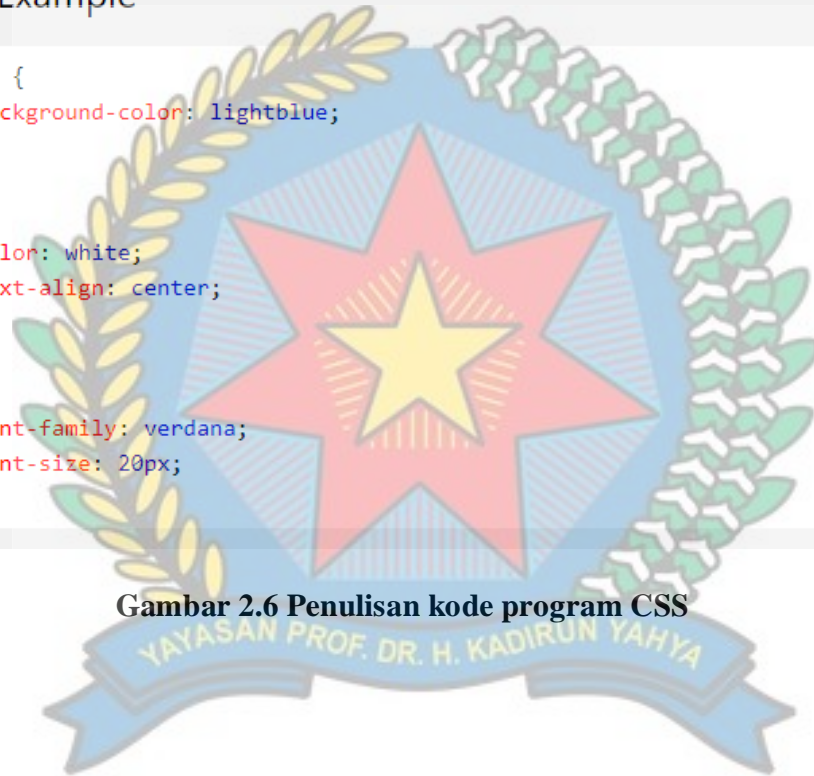 Example
{
ckground-color: lightblue;
lor: white;
xt-align: center;
nt-family: verdana;
nt-size: 20px;
Gambar 2.6 Penulisan kode program CSS
YAYASAN PROF. DR. H. KADIRUN YAHYA